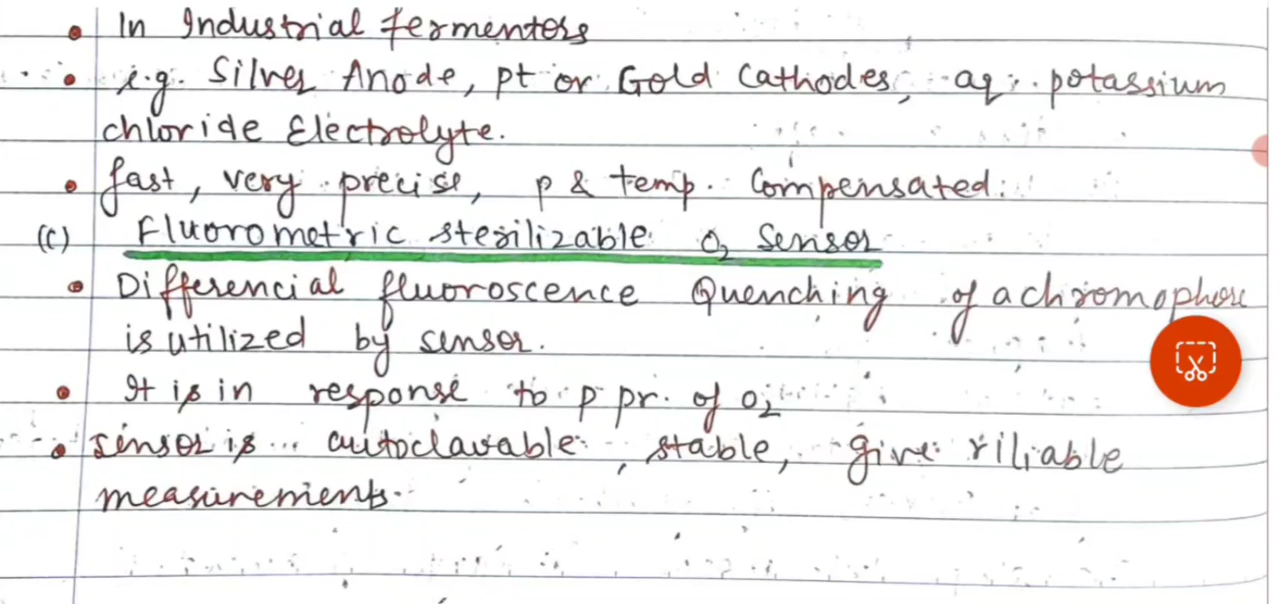 • In Industrial fermentors
• e.g. Silver Anode, pt or Gold Cathodes, aq. potassium
chloride Electrolyte.
• fast, very precise, p & temp. Compensated.
(C) Fluorometric sterilizable O₂ Sensor
• Differencial fluoroscence Quenching of a chromophore
is utilized by sensor.
• It is in response to p pr. of O₂
• Sensor is autoclavable, stable, give riliable
measurements.